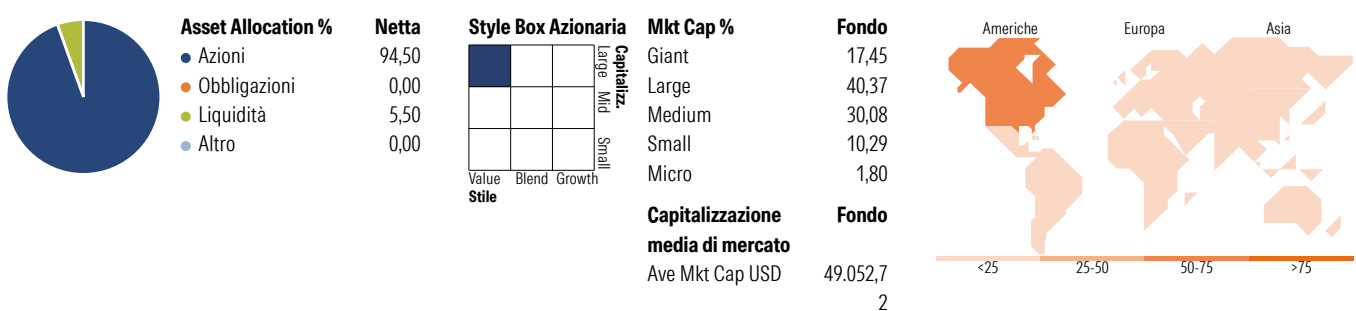 Asset Allocation % Netta
Azioni 94,50
Obbligazioni 0,00
Liquidità 5,50
Altro 0,00
Style Box Azionaria
Capitalizz.
Large Mid Small
Value Blend Growth
Stile
Mkt Cap % Fondo
Giant 17,45
Large 40,37
Medium 30,08
Small 10,29
Micro 1,80
Capitalizzazione Fondo
media di mercato
Ave Mkt Cap USD 49.052,7
2
Americhe Europa Asia
<25 25-50 50-75 >75